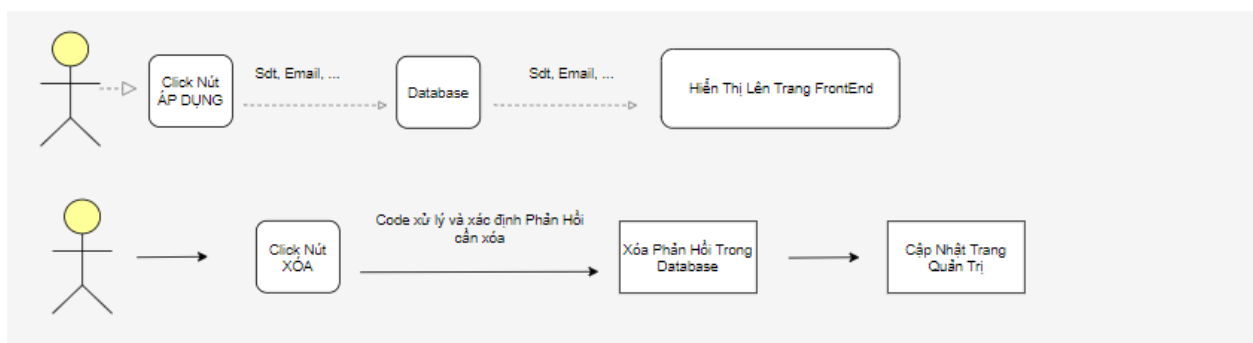 Click Nút
ÁP DỤNG
Sdt, Email, ...
Database
Sdt, Email, ...
Hiển Thị Lên Trang FrontEnd
Click Nút
XÓA
Code xử lý và xác định Phản Hồi
cần xóa
Xóa Phản Hồi Trong
Database
Cập Nhật Trang
Quản Trị